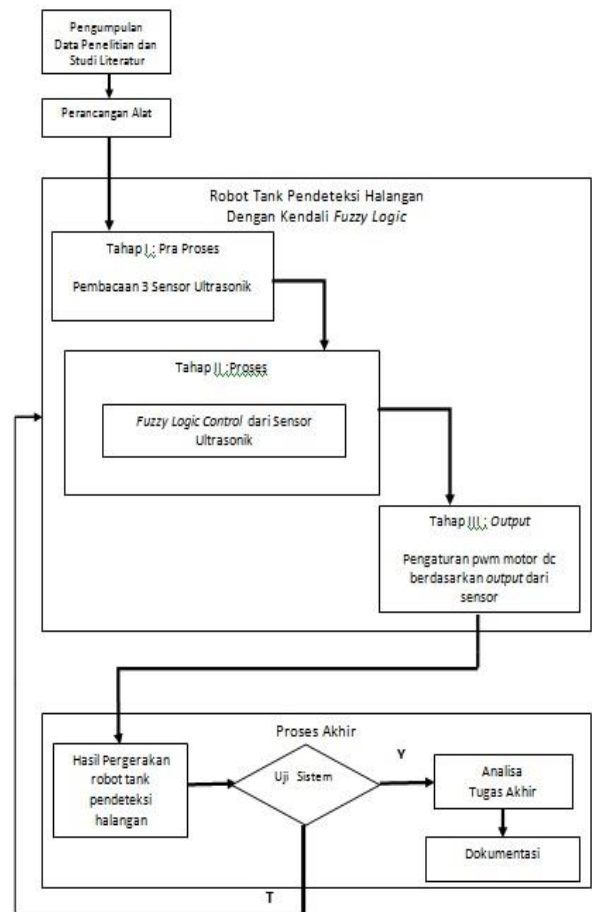 Pengumpulan
Data Penelitian dan
Studi Literatur
Perancangan Alat
Robot Tank Pendeteksi Halangan
Dengan Kendali Fuzzy Logic
Tahap I : Pra Proses
Pembacaan 3 Sensor Ultrasonik
Tahap II :Proses
Fuzzy Logic Control dari Sensor
Ultrasonik
Tahap III : Output
Pengaturan pwm motor dc
berdasarkan output dari
sensor
Proses Akhir
Hasil Pergerakan
robot tank
pendeteksi
halangan
Uji Sistem
Y
Analisa
Tugas Akhir
Dokumentasi
T